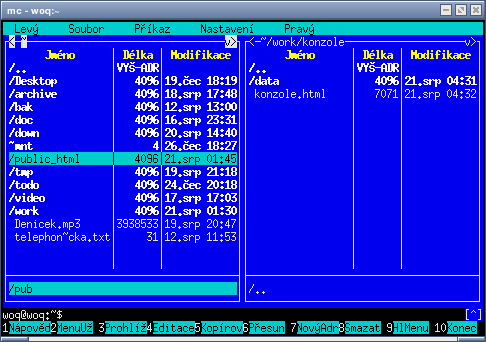 mc - woq:~
Levý Soubor Příkaz Nastavení Pravý
<-~ v> <-~/work/konzole v>
Jméno Délka Modifikace Jméno Délka Modifikace
/.. VYŠ-ADR /.. VYŠ-ADR
/Desktop 4096 19.čec 18:19 /data 4096 21.srp 04:31
/archive 4096 18.srp 17:48 konzole.html 7071 21.srp 04:32
/bak 4096 12.srp 13:00
/doc 4096 16.srp 23:31
/down 4096 20.srp 14:40
~mnt 4 26.čec 18:27
/public_html 4096 21.srp 01:45
/tmp 4096 19.srp 21:18
/todo 4096 24.čec 20:18
/video 4096 17.srp 17:03
/work 4096 21.srp 01:30
Denicek.mp3 3938533 19.srp 20:47
telephon~cka.txt 31 12.srp 11:53
/pub /..
woq@woq:~$ [^]
1Nápověd 2MenuUž 3Prohlíž 4Editace 5Kopírov 6Přesun 7NovýAdr 8Smazat 9HlMenu 10Konec